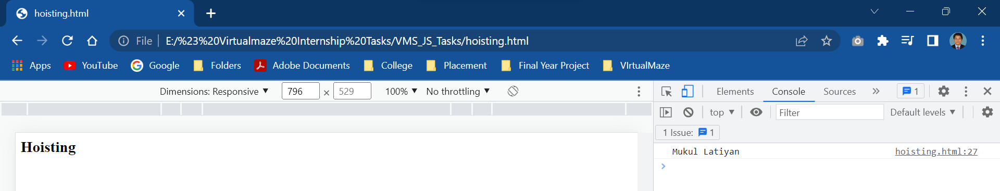 hoisting.html
File E:/%23%20Virtualmaze%20Internship%20Tasks/VMS_JS_Tasks/hoisting.html
Apps YouTube Google Folders Adobe Documents College Placement Final Year Project VIrtualMaze
Dimensions: Responsive ▼ 796 × 529 100% ▼ No throttling ▼
Elements Console Sources » 1
top ▼ Filter Default levels ▼
1 Issue: 1
Hoisting
Mukul Latiyan hoisting.html:27